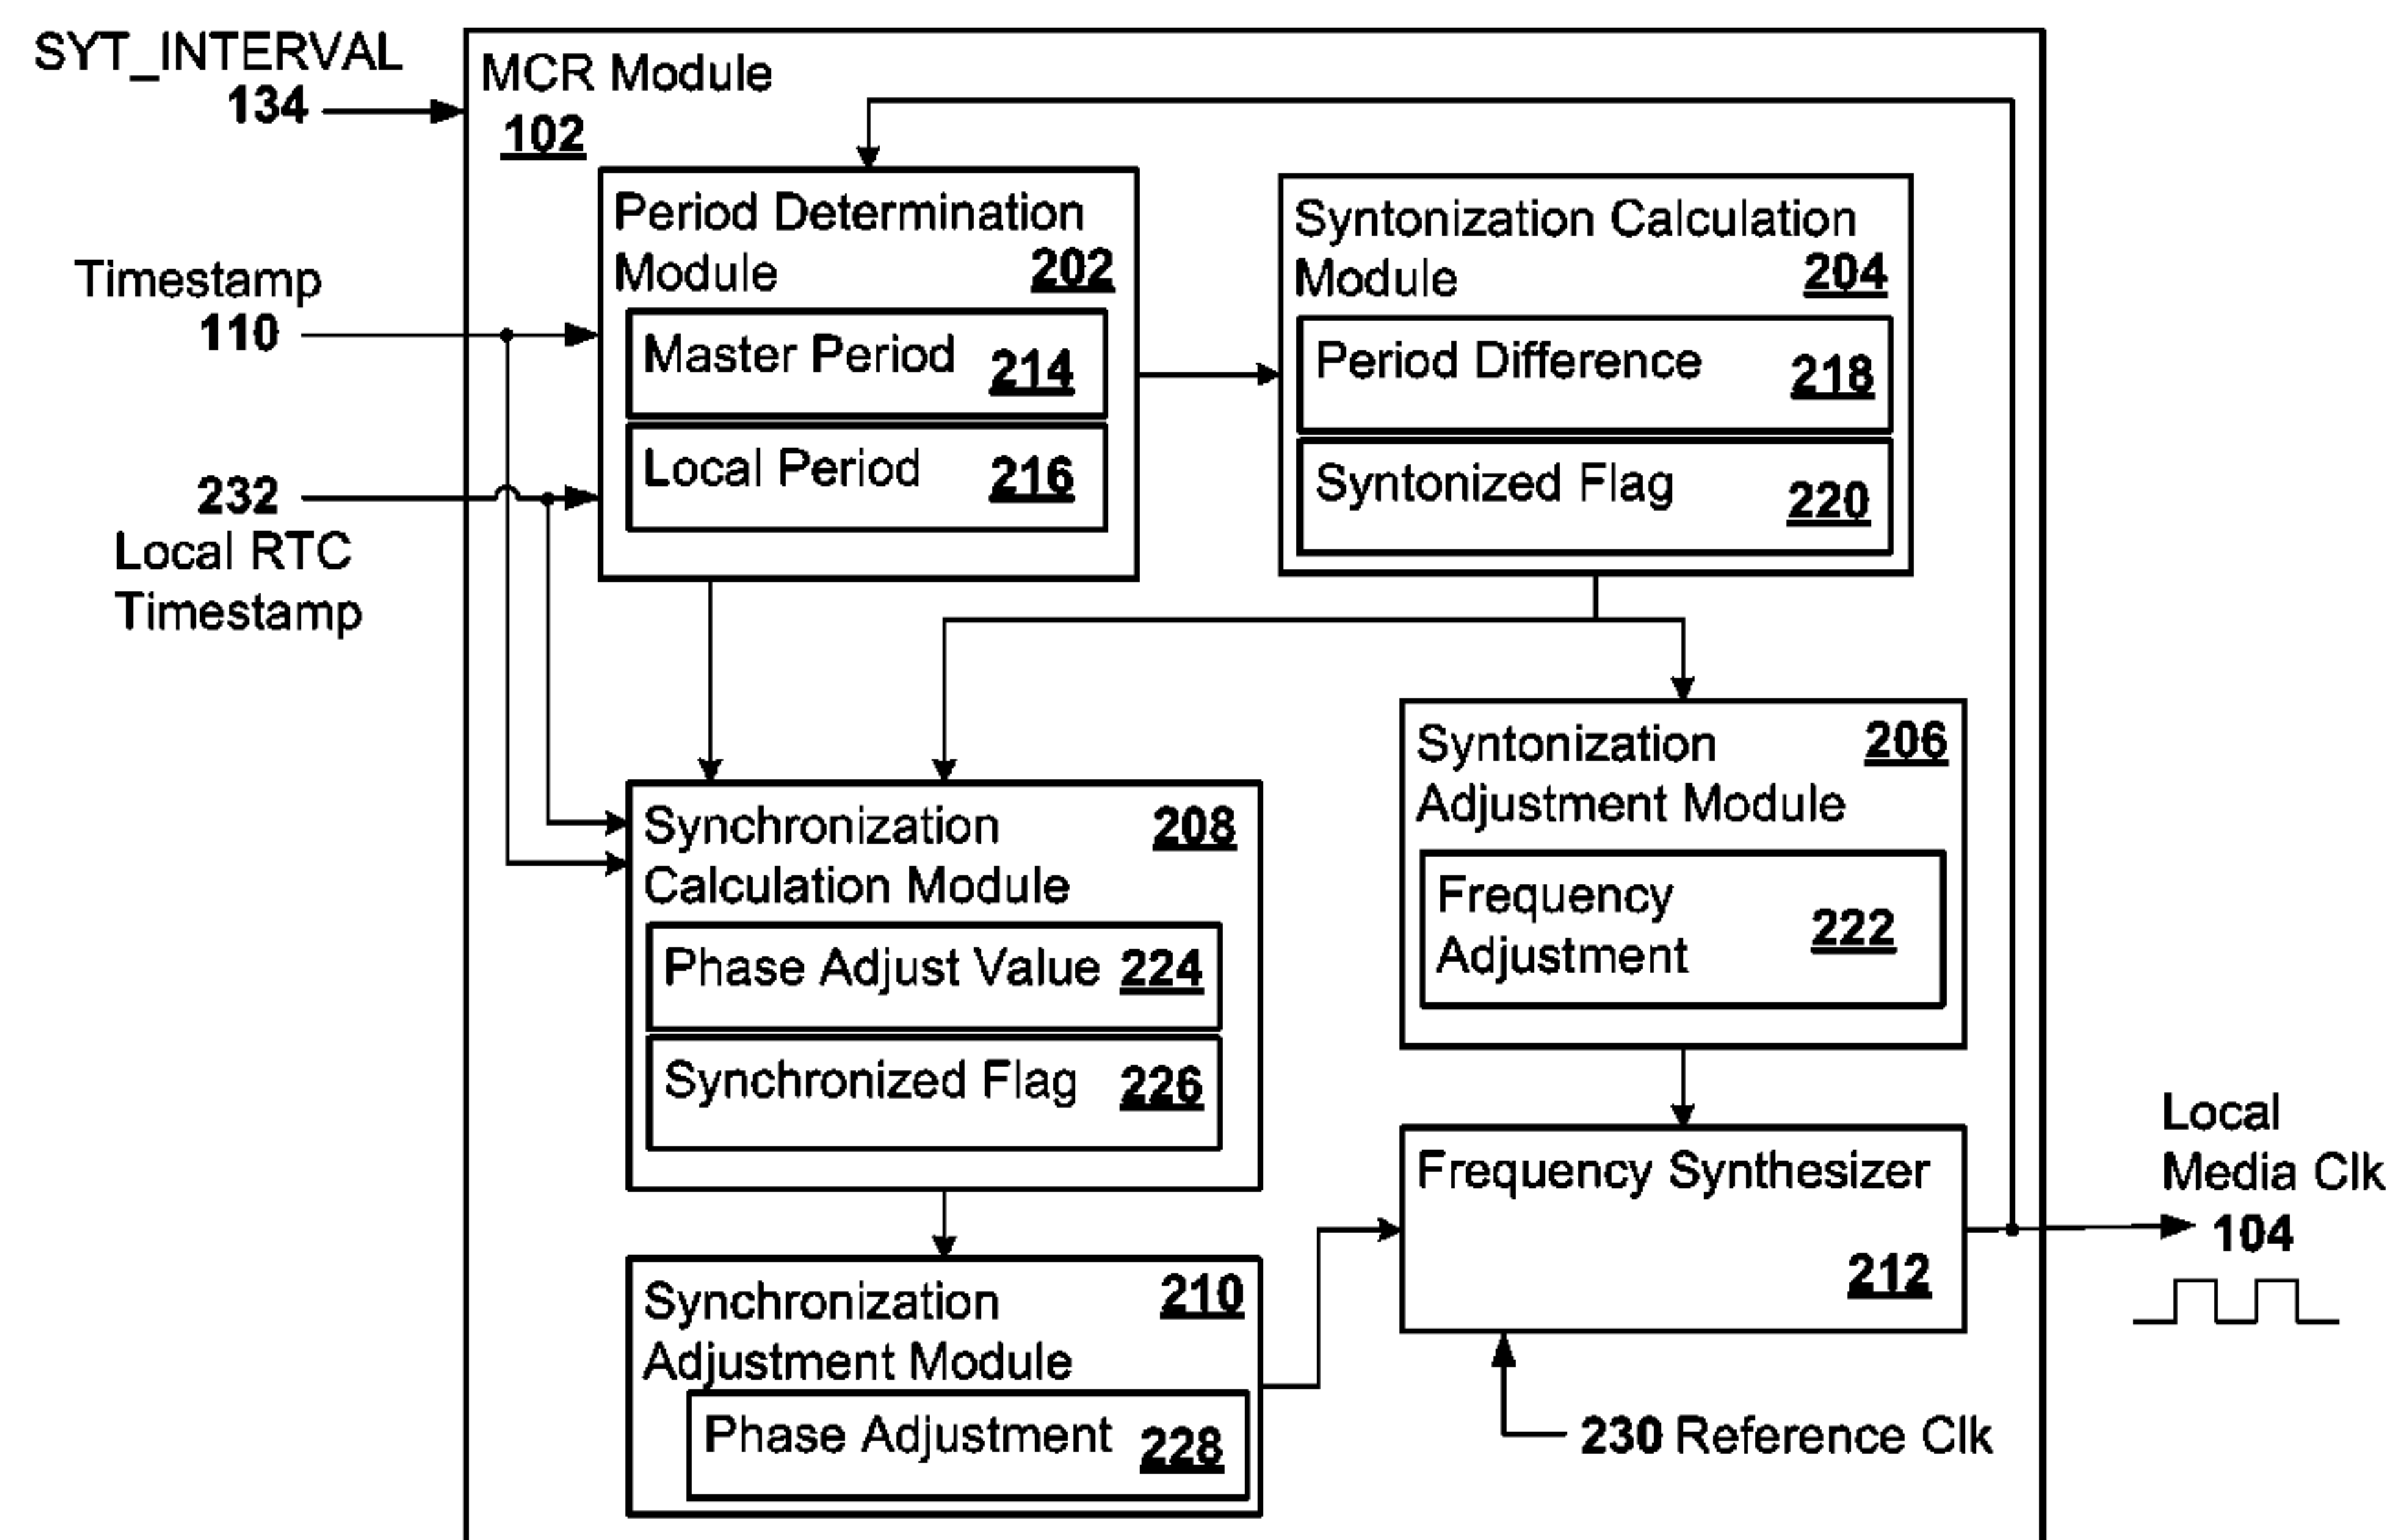 SYT_INTERVAL
134
MCR Module
102
Period Determination
Module 202
Master Period 214
Local Period 216
Syntonization Calculation
Module 204
Period Difference 218
Syntonized Flag 220
Timestamp
110
232
Local RTC
Timestamp
Synchronization 208
Calculation Module
Phase Adjust Value 224
Synchronized Flag 226
Syntonization 206
Adjustment Module
Frequency
Adjustment 222
Synchronization 210
Adjustment Module
Phase Adjustment 228
Frequency Synthesizer
212
230 Reference Clk
Local
Media Clk
104